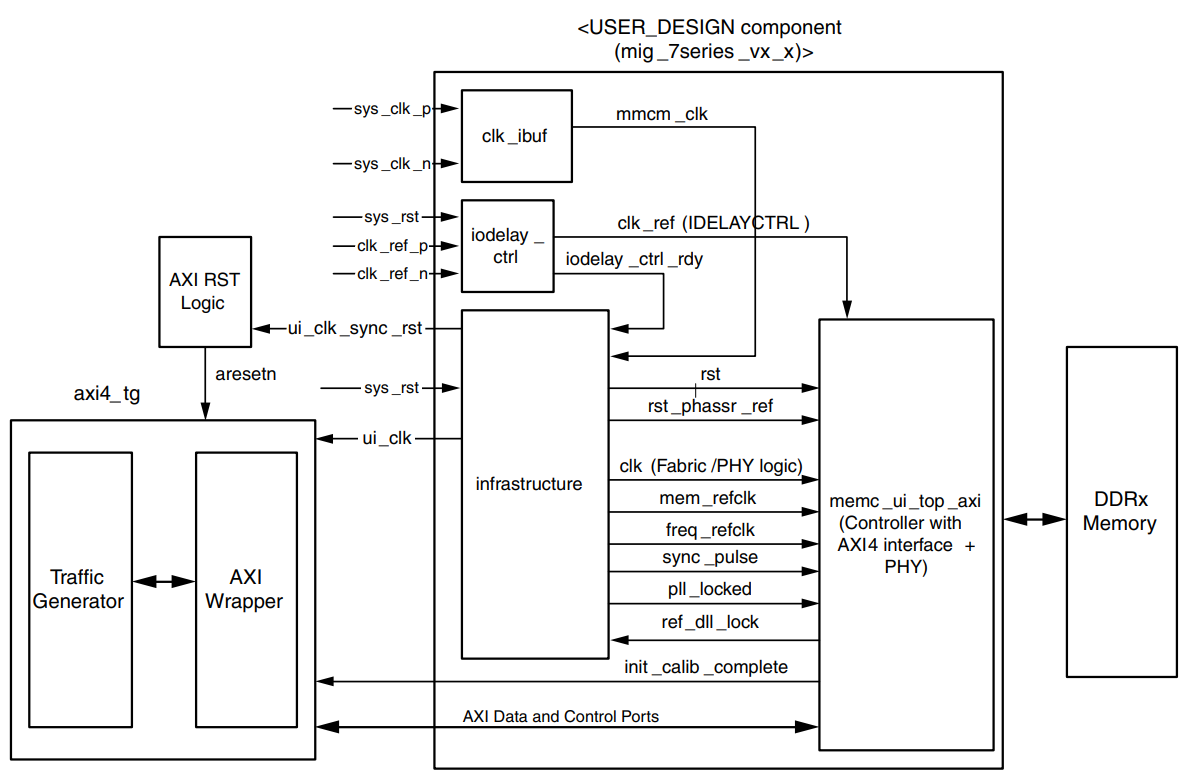 <USER_DESIGN component
(mig_7series_vx_x)>
sys_clk_p
clk_ibuf
mmcm_clk
sys_clk_n
sys_rst
clk_ref (IDELAYCTRL )
iodelay_
ctrl
clk_ref_p
iodelay_ctrl_rdy
clk_ref_n
AXI RST
Logic
ui_clk_sync_rst
aresetn
sys_rst
rst
axi4_tg
rst_phassr_ref
ui_clk
infrastructure
clk (Fabric/PHY logic)
mem_refclk
freq_refclk
sync_pulse
pll_locked
ref_dll_lock
memc_ui_top_axi
(Controller with
AXI4 interface +
PHY)
DDRx
Memory
Traffic
Generator
AXI
Wrapper
init_calib_complete
AXI Data and Control Ports